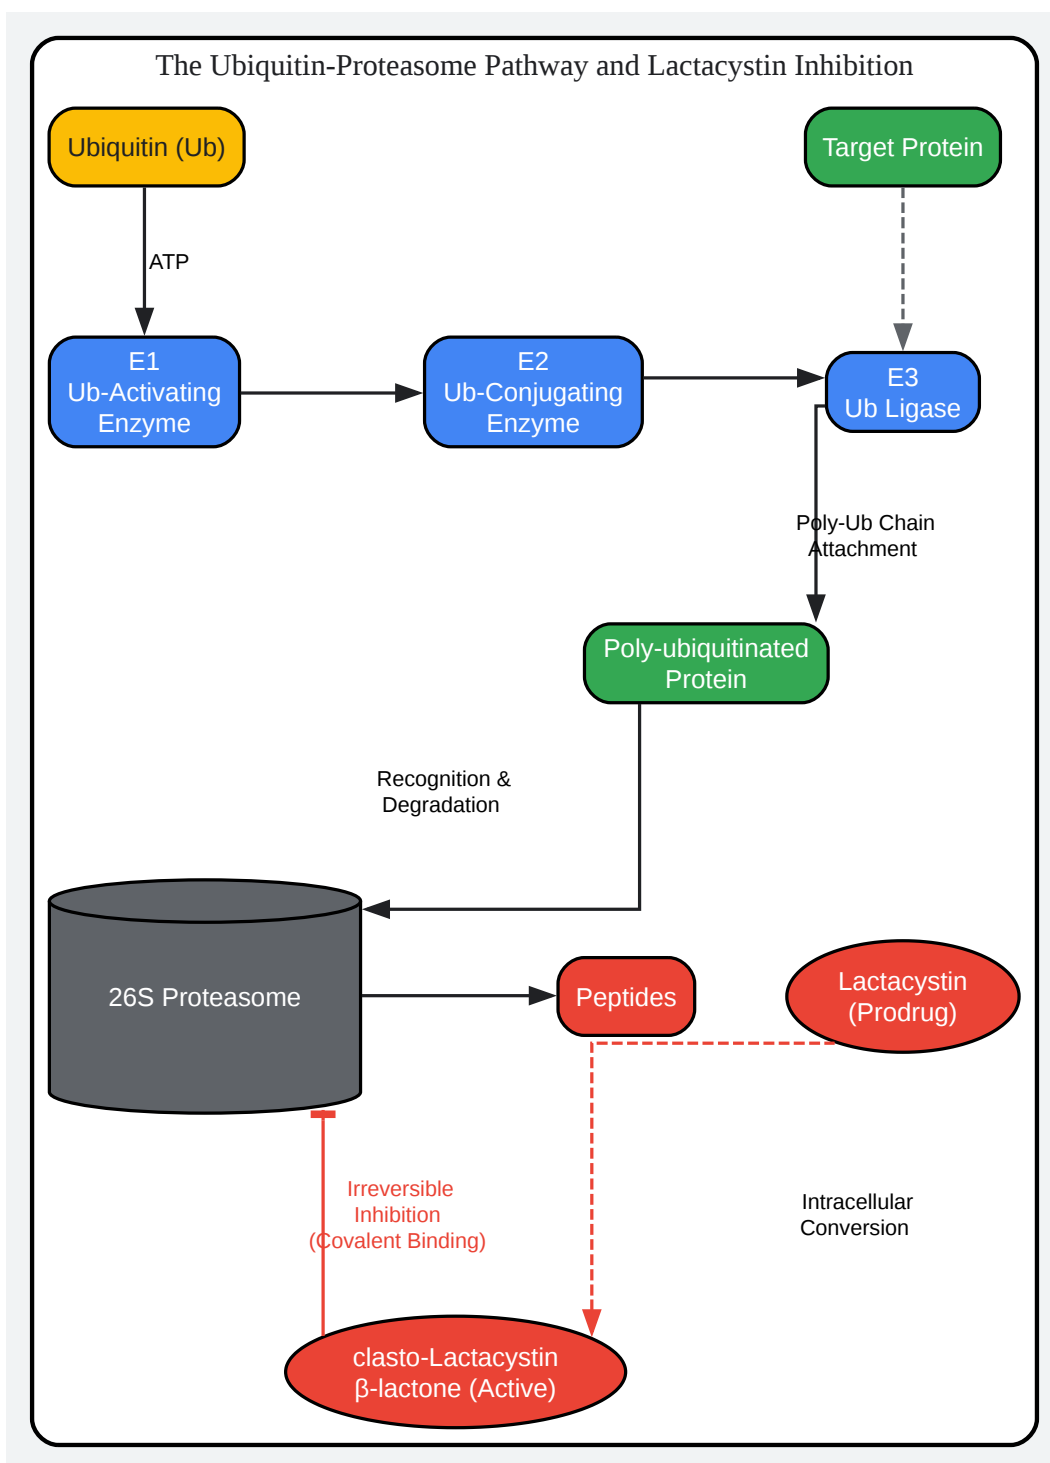 The Ubiquitin-Proteasome Pathway and Lactacystin Inhibition
Ubiquitin (Ub)
Target Protein
ATP
E1
Ub-Activating
Enzyme
E2
Ub-Conjugating
Enzyme
E3
Ub Ligase
Poly-Ub Chain
Attachment
Poly-ubiquitinated
Protein
Recognition &
Degradation
26S Proteasome
Peptides
Lactacystin
(Prodrug)
Irreversible
Inhibition
(Covalent Binding)
Intracellular
Conversion
clasto-Lactacystin
β-lactone (Active)